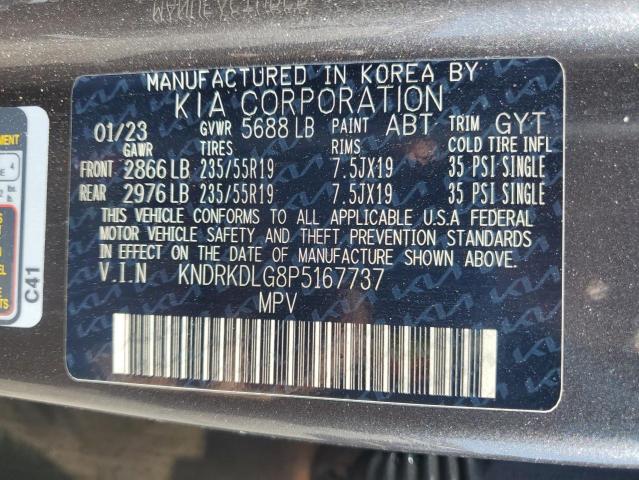 MANUFACTURED IN KOREA BY
KIA CORPORATION
01/23 GVWR 5688 LB PAINT ABT TRIM GYT
GAWR TIRES RIMS COLD TIRE INFL
FRONT 2866 LB 235/55R19 7.5JX19 35 PSI SINGLE
REAR 2976 LB 235/55R19 7.5JX19 35 PSI SINGLE
THIS VEHICLE CONFORMS TO ALL APPLICABLE U.S.A FEDERAL
MOTOR VEHICLE SAFETY AND THEFT PREVENTION STANDARDS
IN EFFECT ON THE DATE OF MANUFACTURE SHOWN ABOVE.
V.I.N KNDRKDLG8P5167737
MPV
C41